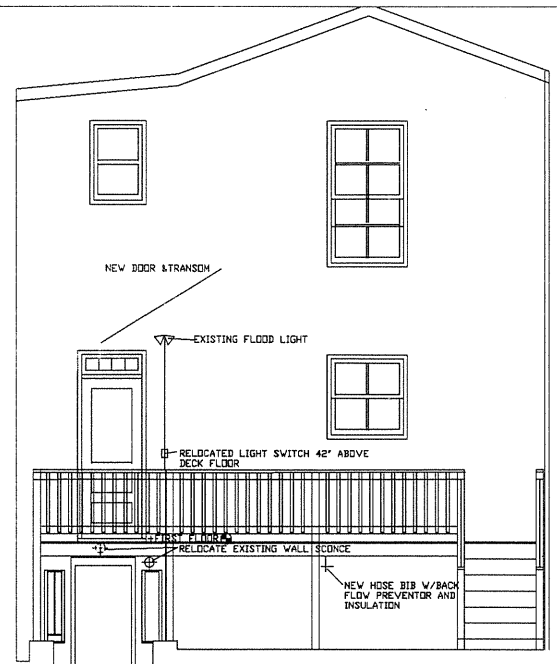 NEW DOOR &TRANSOM
EXISTING FLOOD LIGHT
RELOCATED LIGHT SWITCH 42" ABOVE
DECK FLOOR
FIRST FLOOR
RELOCATE EXISTING WALL SCONCE
NEW HOSE BIB W/BACK
FLOW PREVENTOR AND
INSULATION